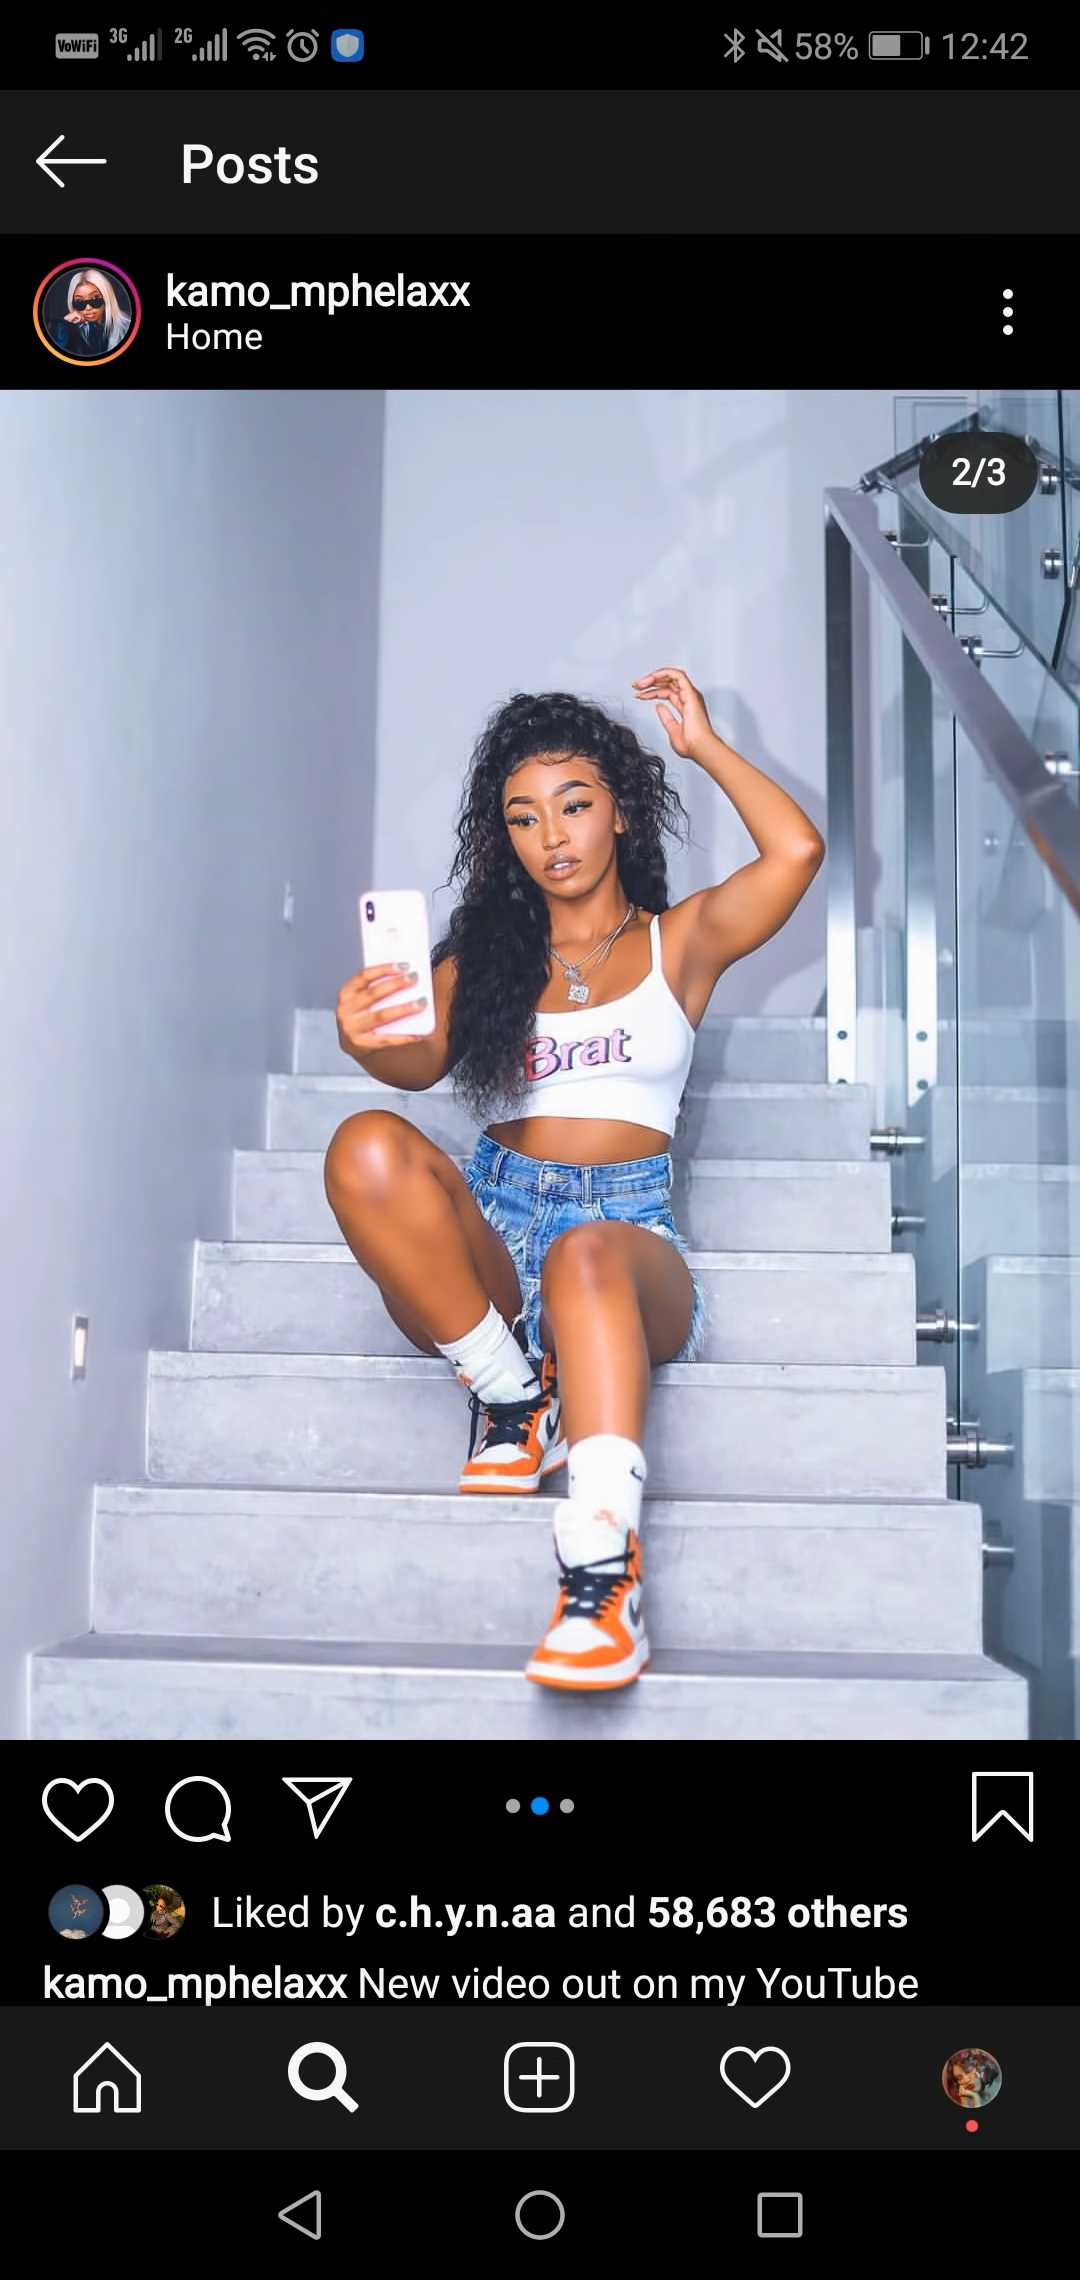 VoWiFi 3G 2G 58% 12:42
Posts
kamo_mphelaxx
Home
2/3
Brat
Liked by c.h.y.n.aa and 58,683 others
kamo_mphelaxx New video out on my YouTube